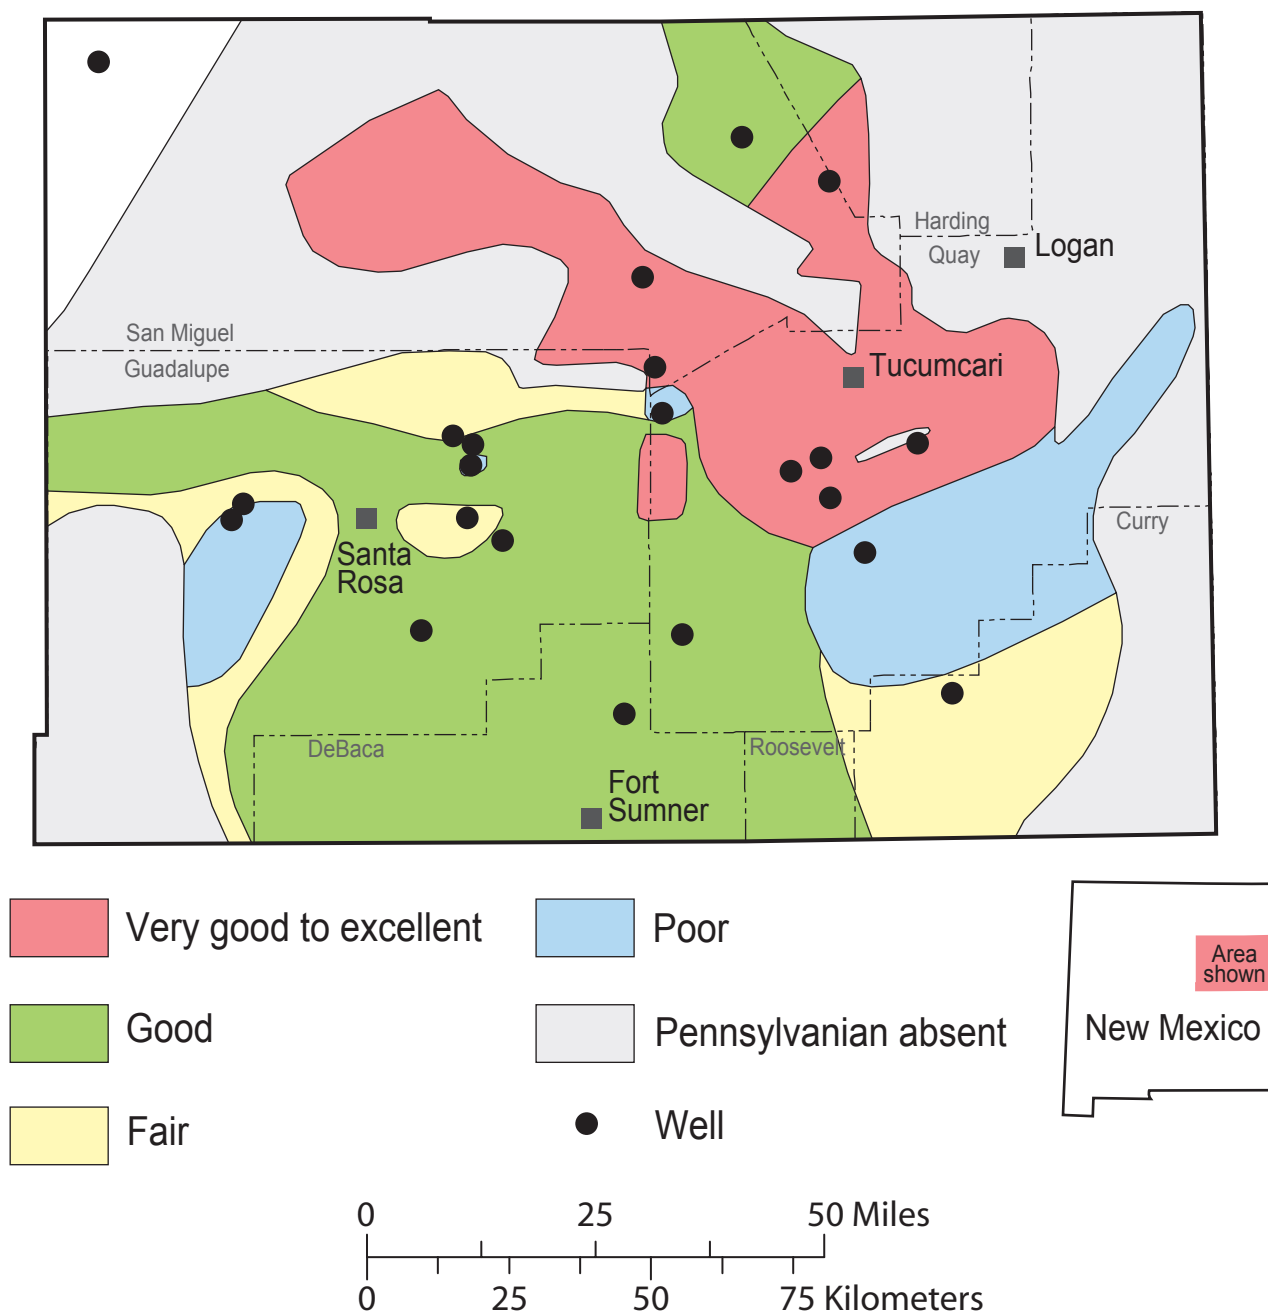 Harding
Quay
Logan
San Miguel
Guadalupe
Tucumcari
Curry
Santa
Rosa
DeBaca
Roosevelt
Fort
Sumner
Very good to excellent
Poor
Area
shown
Good
Pennsylvanian absent
New Mexico
Fair
Well
0 25 50 Miles
0 25 50 75 Kilometers